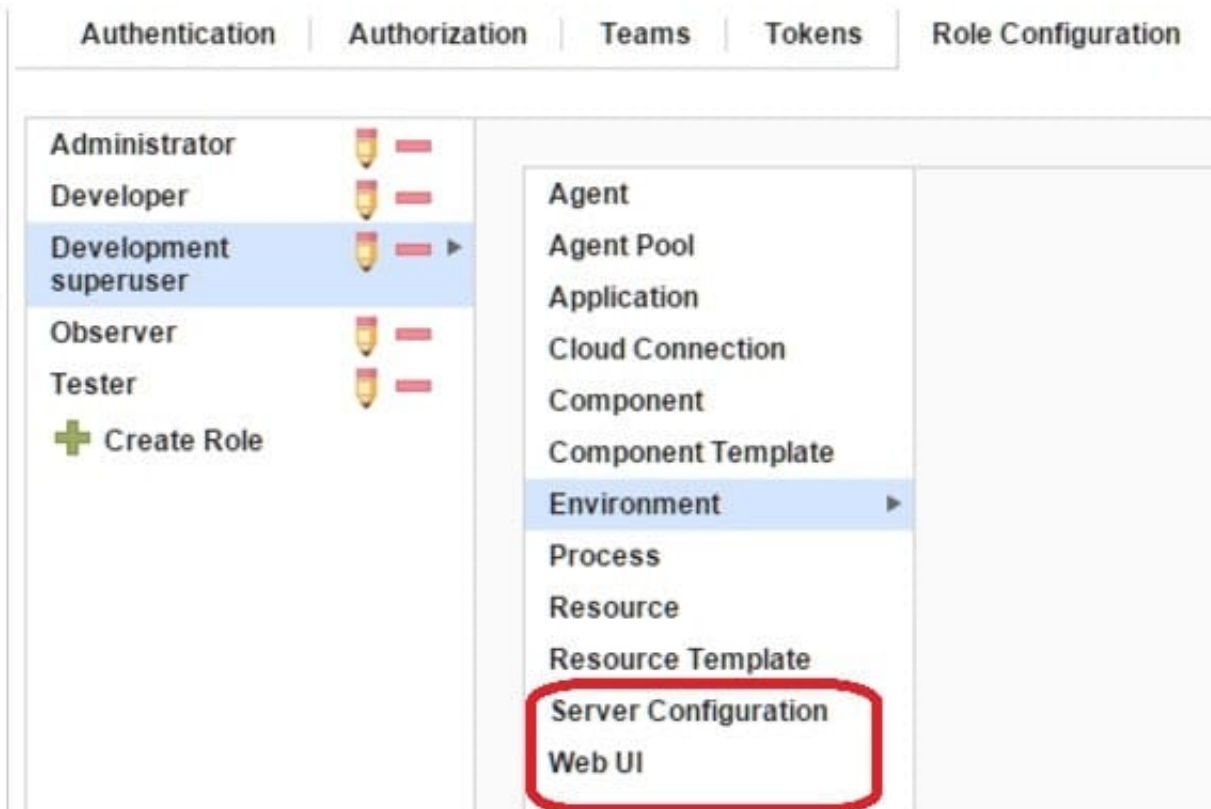 Authentication Authorization Teams Tokens Role Configuration
Administrator
Developer
Development
superuser
Observer
Tester
Create Role
Agent
Agent Pool
Application
Cloud Connection
Component
Component Template
Environment
Process
Resource
Resource Template
Server Configuration
Web UI